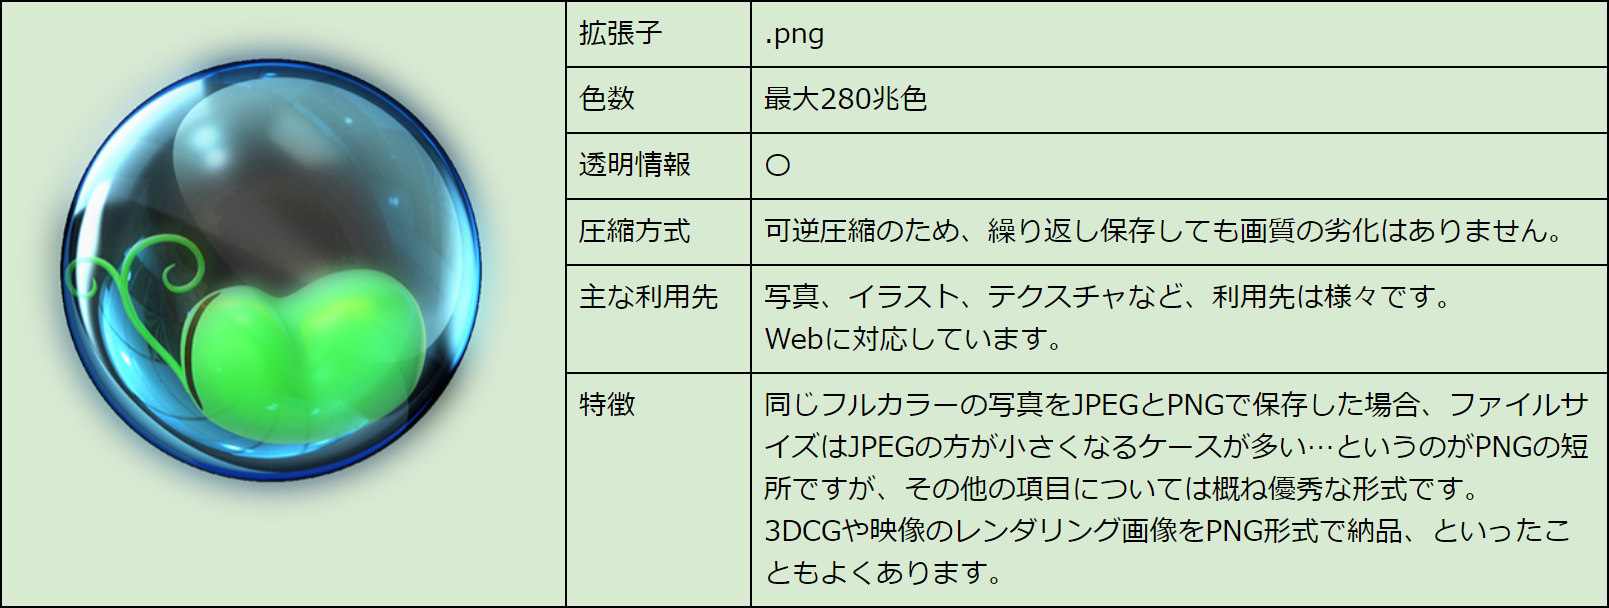 拡張子
.png
色数
最大280兆色
透明情報
〇
圧縮方式
可逆圧縮のため、繰り返し保存しても画質の劣化はありません。
主な利用先
写真、イラスト、テクスチャなど、利用先は様々です。
Webに対応しています。
特徴
同じフルカラーの写真をJPEGとPNGで保存した場合、ファイルサ
イズはJPEGの方が小さくなるケースが多い…というのがPNGの短
所ですが、その他の項目については概ね優秀な形式です。
3DCGや映像のレンダリング画像をPNG形式で納品、といったこ
ともよくあります。